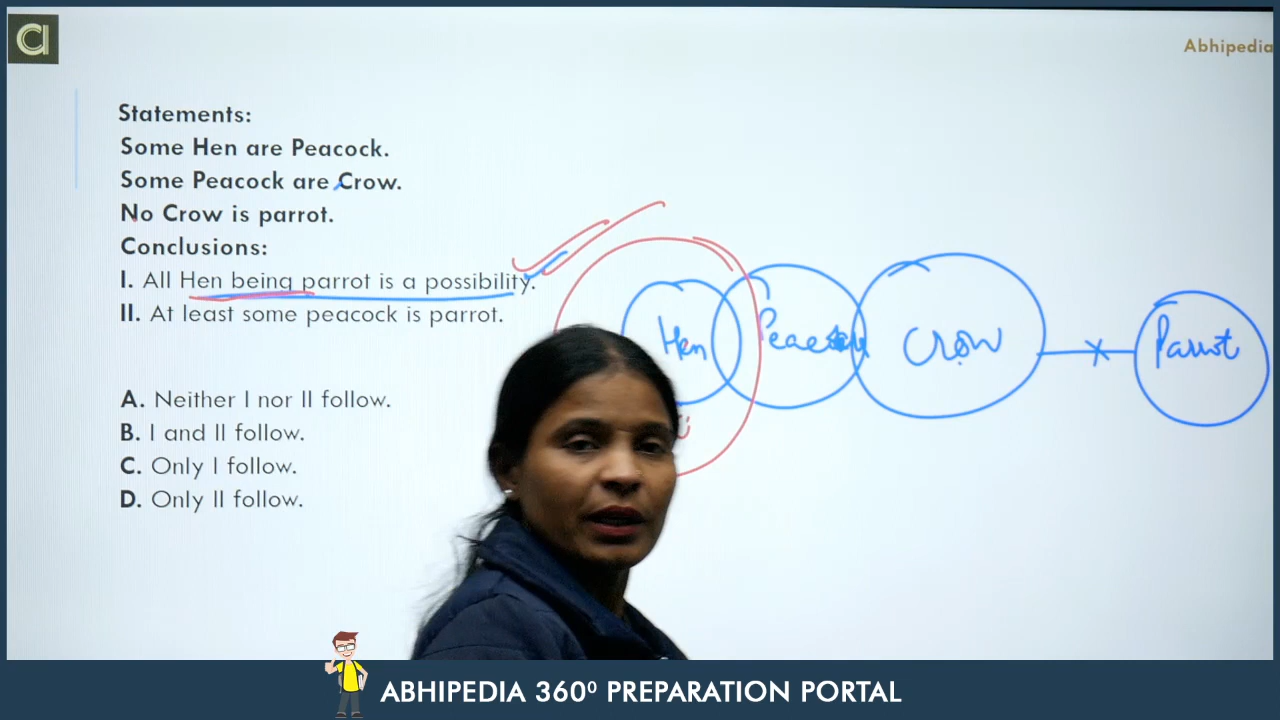 Abhipedia
Statements:
Some Hen are Peacock.
Some Peacock are Crow.
No Crow is parrot.
Conclusions:
I. All Hen being parrot is a possibility.
II. At least some peacock is parrot.
A. Neither I nor II follow.
B. I and II follow.
C. Only I follow.
D. Only II follow.
Hen
Crow
Parrot
ABHIPEDIA 360⁰ PREPARATION PORTAL